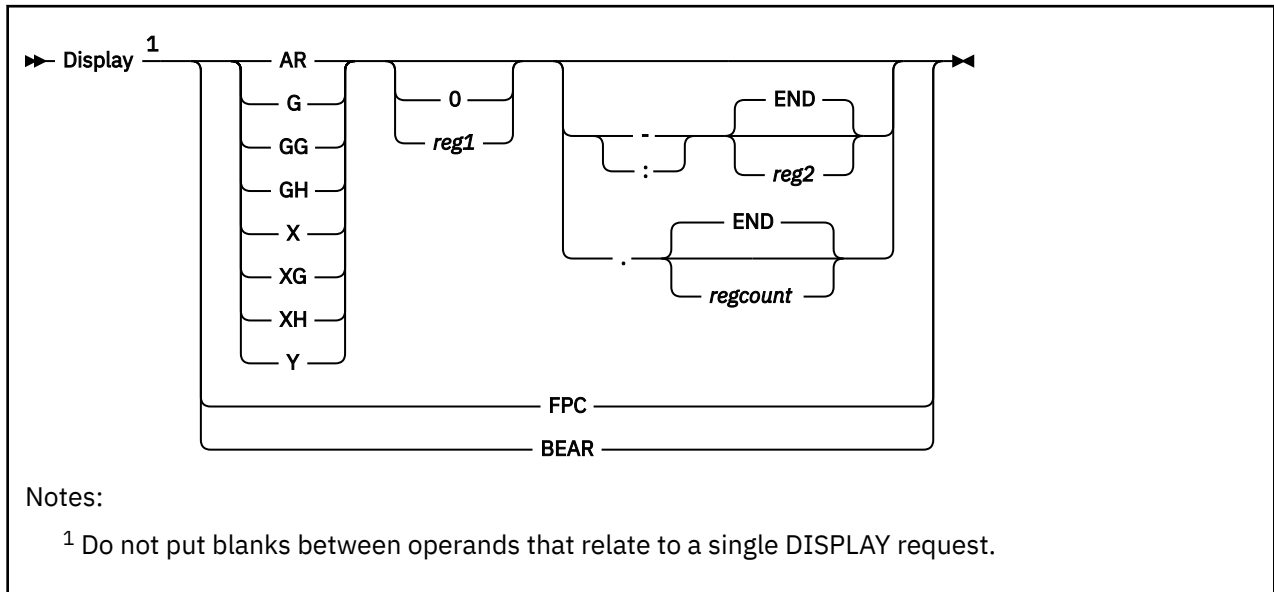 Display 1 AR
G 0 END
GG reg1 -
GH : reg2
X END
XG .
XH regcount
Y
FPC
BEAR
Notes:
1 Do not put blanks between operands that relate to a single DISPLAY request.